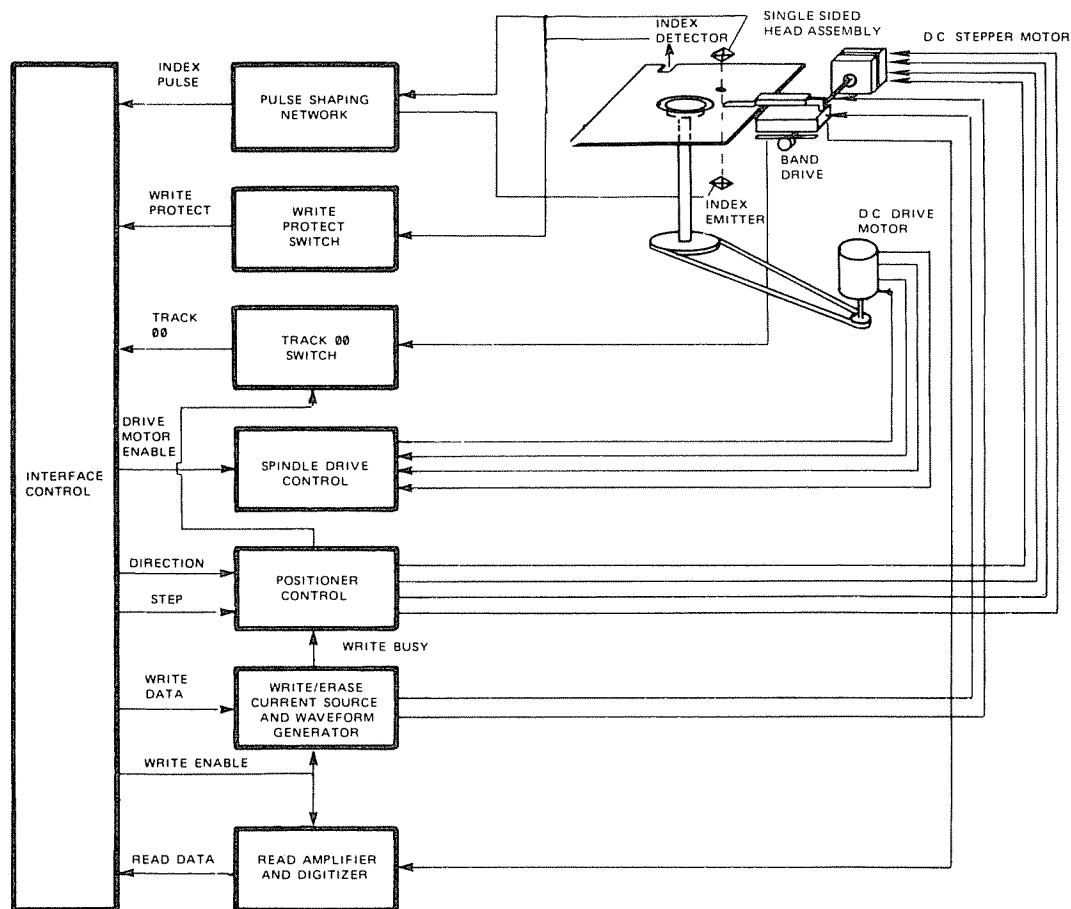 INDEX
DETECTOR
SINGLE SIDED
HEAD ASSEMBLY
DC STEPPER MOTOR
INDEX
PULSE
PULSE SHAPING
NETWORK
BAND
DRIVE
WRITE
PROTECT
WRITE
PROTECT
SWITCH
INDEX
EMITTER
DC DRIVE
MOTOR
TRACK
00
TRACK 00
SWITCH
DRIVE
MOTOR
ENABLE
SPINDLE DRIVE
CONTROL
INTERFACE
CONTROL
DIRECTION
STEP
POSITIONER
CONTROL
WRITE BUSY
WRITE
DATA
WRITE/ERASE
CURRENT SOURCE
AND WAVEFORM
GENERATOR
WRITE ENABLE
READ DATA
READ AMPLIFIER
AND DIGITIZER